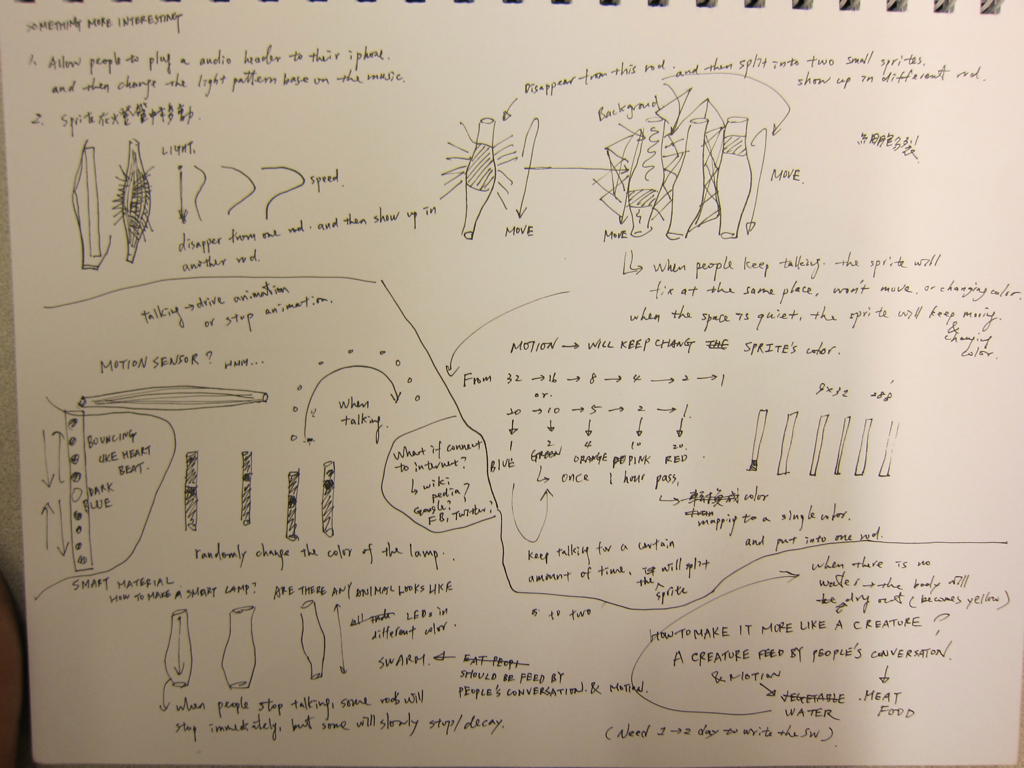 SOMETHING MORE INTERESTING
1. Allow people to plug a audio header to their iphone.
and then change the light pattern base on the music.
2. Sprite
LIGHT.
speed.
disapper from one rod. and then show up in
another rod.
Disappear from this rod. and then split into two small sprites.
show up in different rod.
Background
MOVE
MOVE
MOVE.
When people keep talking. the sprite will
fix at the same place, won't move. or changing color.
when the space is quiet, the sprite will keep moving
& changing
color.
MOTION → WILL KEEP CHANG THE SPRITE'S color.
talking → drive animation
or stop animation.
MOTION SENSOR? HMM...
when
talking.
BOUNCING
LIKE HEART
BEAT.
DARK
BLUE
randomly change the color of the lamp.
What if connect
to internet?
↳ wiki
pedia?
Google?
FB, Twitter?
From 32 → 16 → 8 → 4 → 2 → 1
or.
20 → 10 → 5 → 2 → 1.
1 2 4 10 20.
BLUE GREEN ORANGE PINK RED.
↳ once 1 hour pass,
color
mapping to a single color.
and put into one rod.
9×32 288
keep talking for a certain
amount of time. the sprite will split
to two
SMART MATERIAL
HOW TO MAKE A SMART LAMP? ARE THERE ANY ANIMAL LOOKS LIKE
LEDs in
different color.
SWARM. ← EAT PEOPL
SHOULD BE FEED BY
PEOPLE'S CONVERSATION. & MOTION.
when people stop talking, some rods will
stop immediately, but some will slowly stop/decay.
when there is no
water → the body will
be dry out (becomes yellow)
HOW TO MAKE IT MORE LIKE A CREATURE?
A CREATURE FEED BY PEOPLE'S CONVERSATION.
& MOTION
VEGETABLE. MEAT
WATER FOOD
(Need 1→2 day to write the SW)